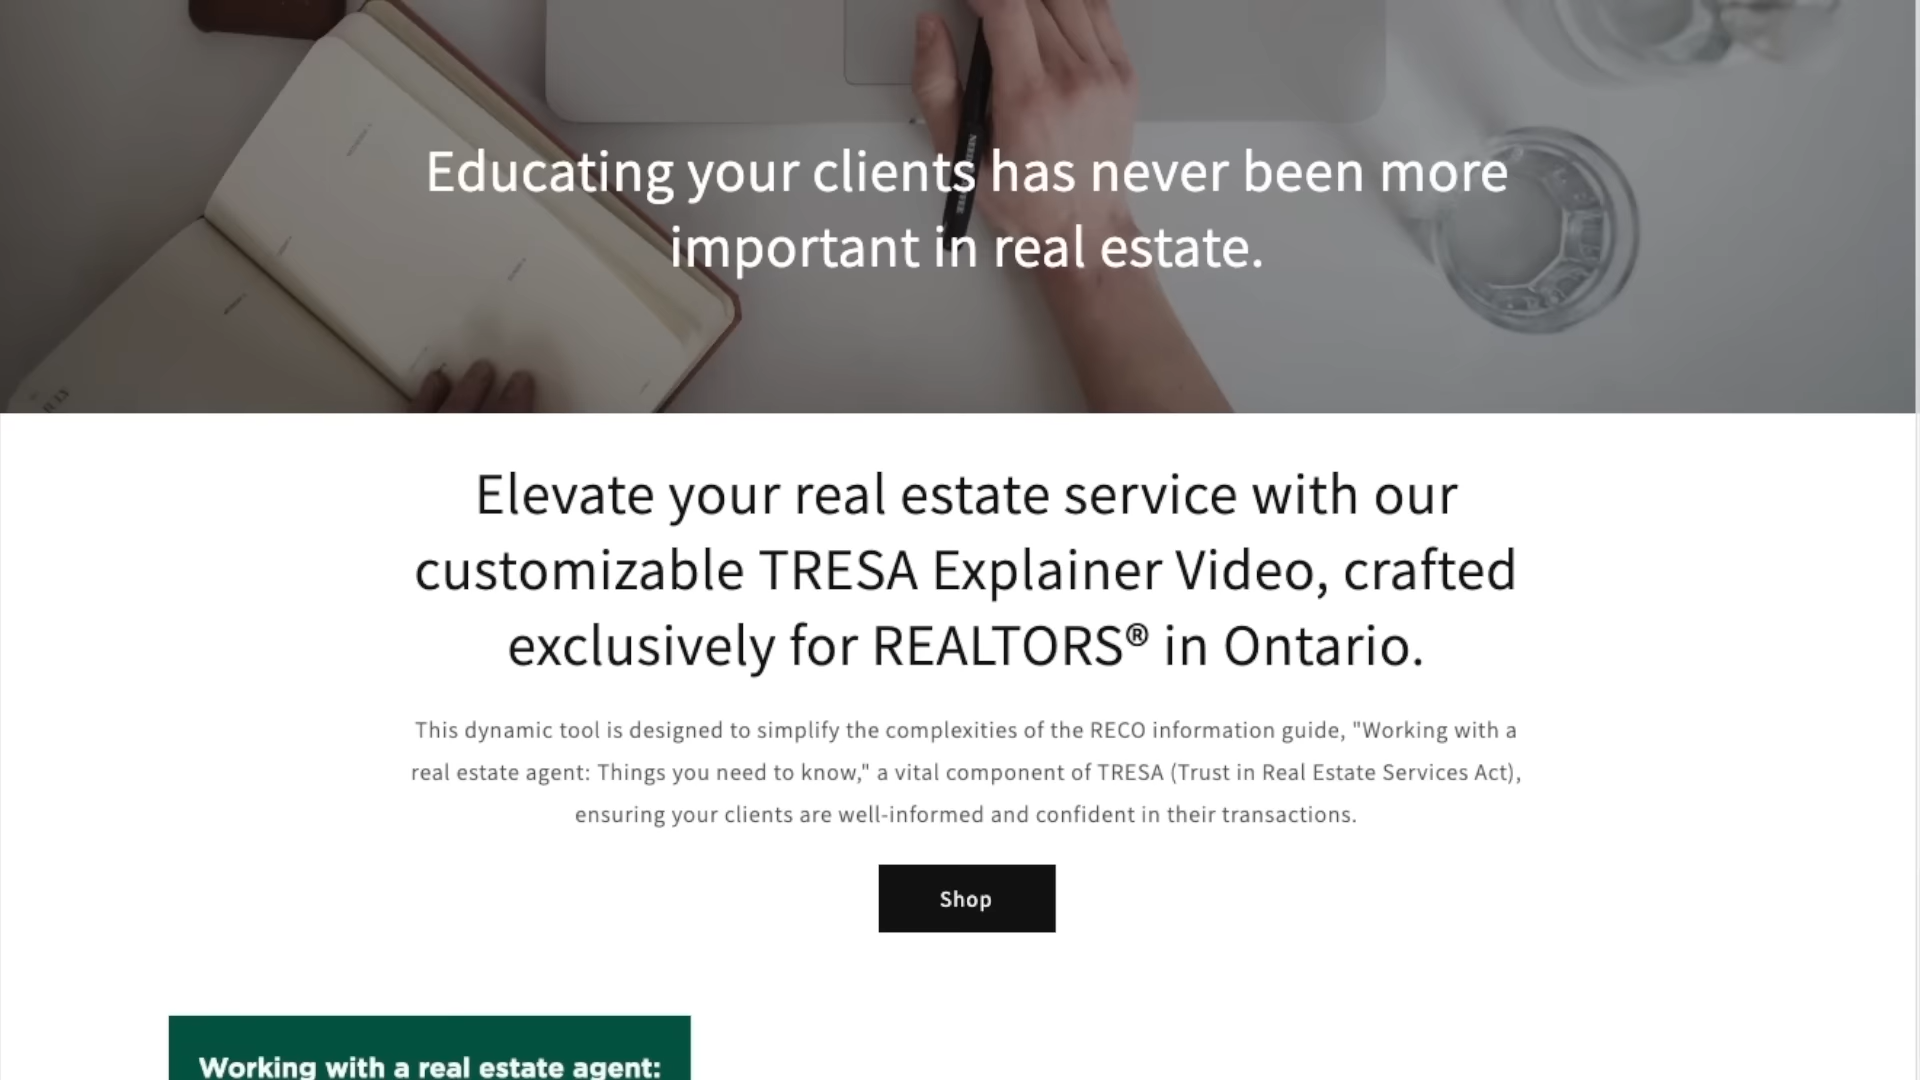 Educating your clients has never been more
important in real estate.
Elevate your real estate service with our
customizable TRESA Explainer Video, crafted
exclusively for REALTORS® in Ontario.
This dynamic tool is designed to simplify the complexities of the RECO information guide, "Working with a
real estate agent: Things you need to know," a vital component of TRESA (Trust in Real Estate Services Act),
ensuring your clients are well-informed and confident in their transactions.
Shop
Working with a real estate agent: